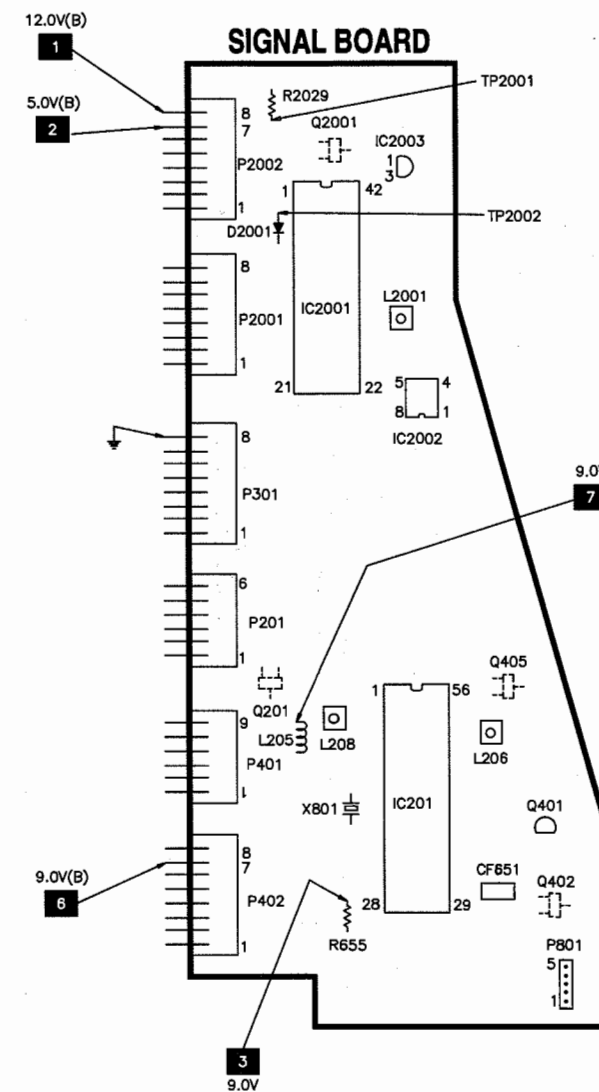 12.0V(B)
1
SIGNAL BOARD
5.0V(B)
2
R2029
TP2001
Q2001
IC2003
1
3
8
7
P2002
1
1
42
D2001
TP2002
8
P2001
1
IC2001
L2001
21
22
5
4
8
1
IC2002
8
P301
1
9.0
7
6
P201
1
Q201
1
56
Q405
9
L205
L208
L206
P401
1
X801
IC201
Q401
9.0V(B)
6
8
7
P402
1
CF651
Q402
28
29
R655
P801
5
1
3
9.0V